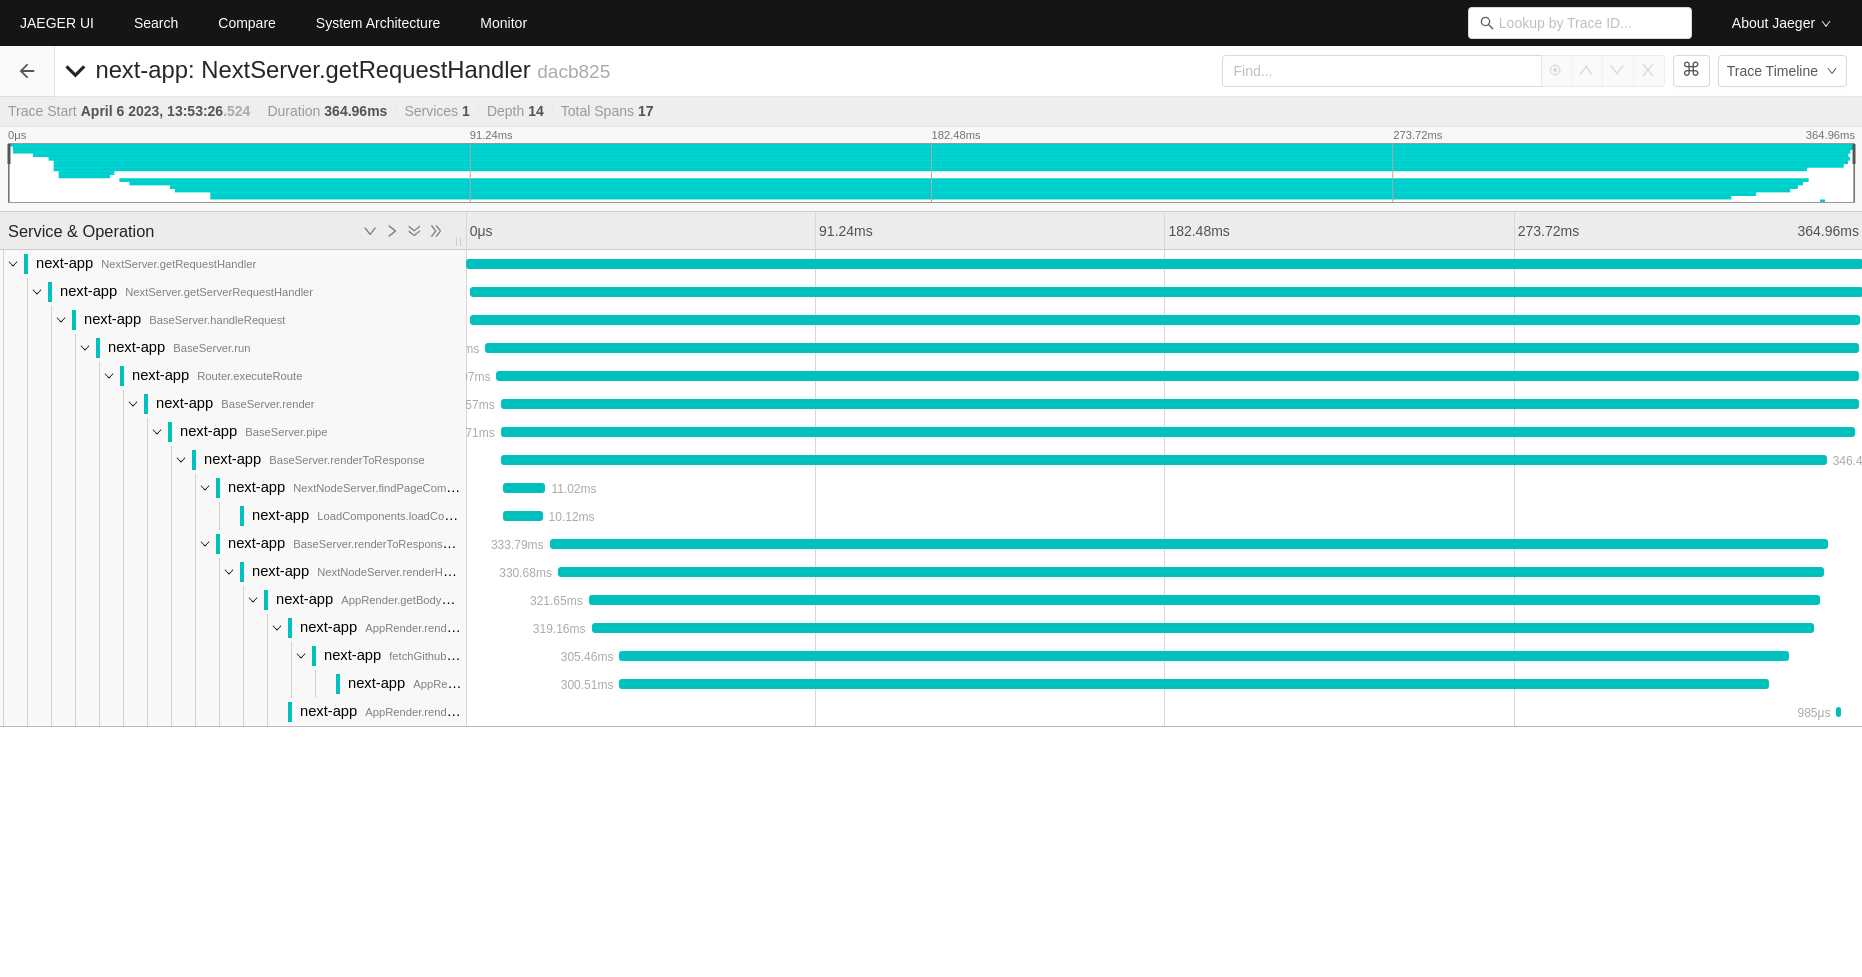 JAEGER UI Search Compare System Architecture Monitor Lookup by Trace ID... About Jaeger
next-app: NextServer.getRequestHandler dacb825 Find... ⌘ Trace Timeline
Trace Start April 6 2023, 13:53:26.524 Duration 364.96ms Services 1 Depth 14 Total Spans 17
0μs 91.24ms 182.48ms 273.72ms 364.96ms
Service & Operation 0μs 91.24ms 182.48ms 273.72ms 364.96ms
next-app NextServer.getRequestHandler
next-app NextServer.getServerRequestHandler
next-app BaseServer.handleRequest
next-app BaseServer.run ms
next-app Router.executeRoute 97ms
next-app BaseServer.render 57ms
next-app BaseServer.pipe 71ms
next-app BaseServer.renderToResponse 346.4
next-app NextNodeServer.findPageCom… 11.02ms
next-app LoadComponents.loadCo… 10.12ms
next-app BaseServer.renderToRespons… 333.79ms
next-app NextNodeServer.renderH… 330.68ms
next-app AppRender.getBody… 321.65ms
next-app AppRender.rend… 319.16ms
next-app fetchGithub… 305.46ms
next-app AppRe… 300.51ms
next-app AppRender.rend… 985μs